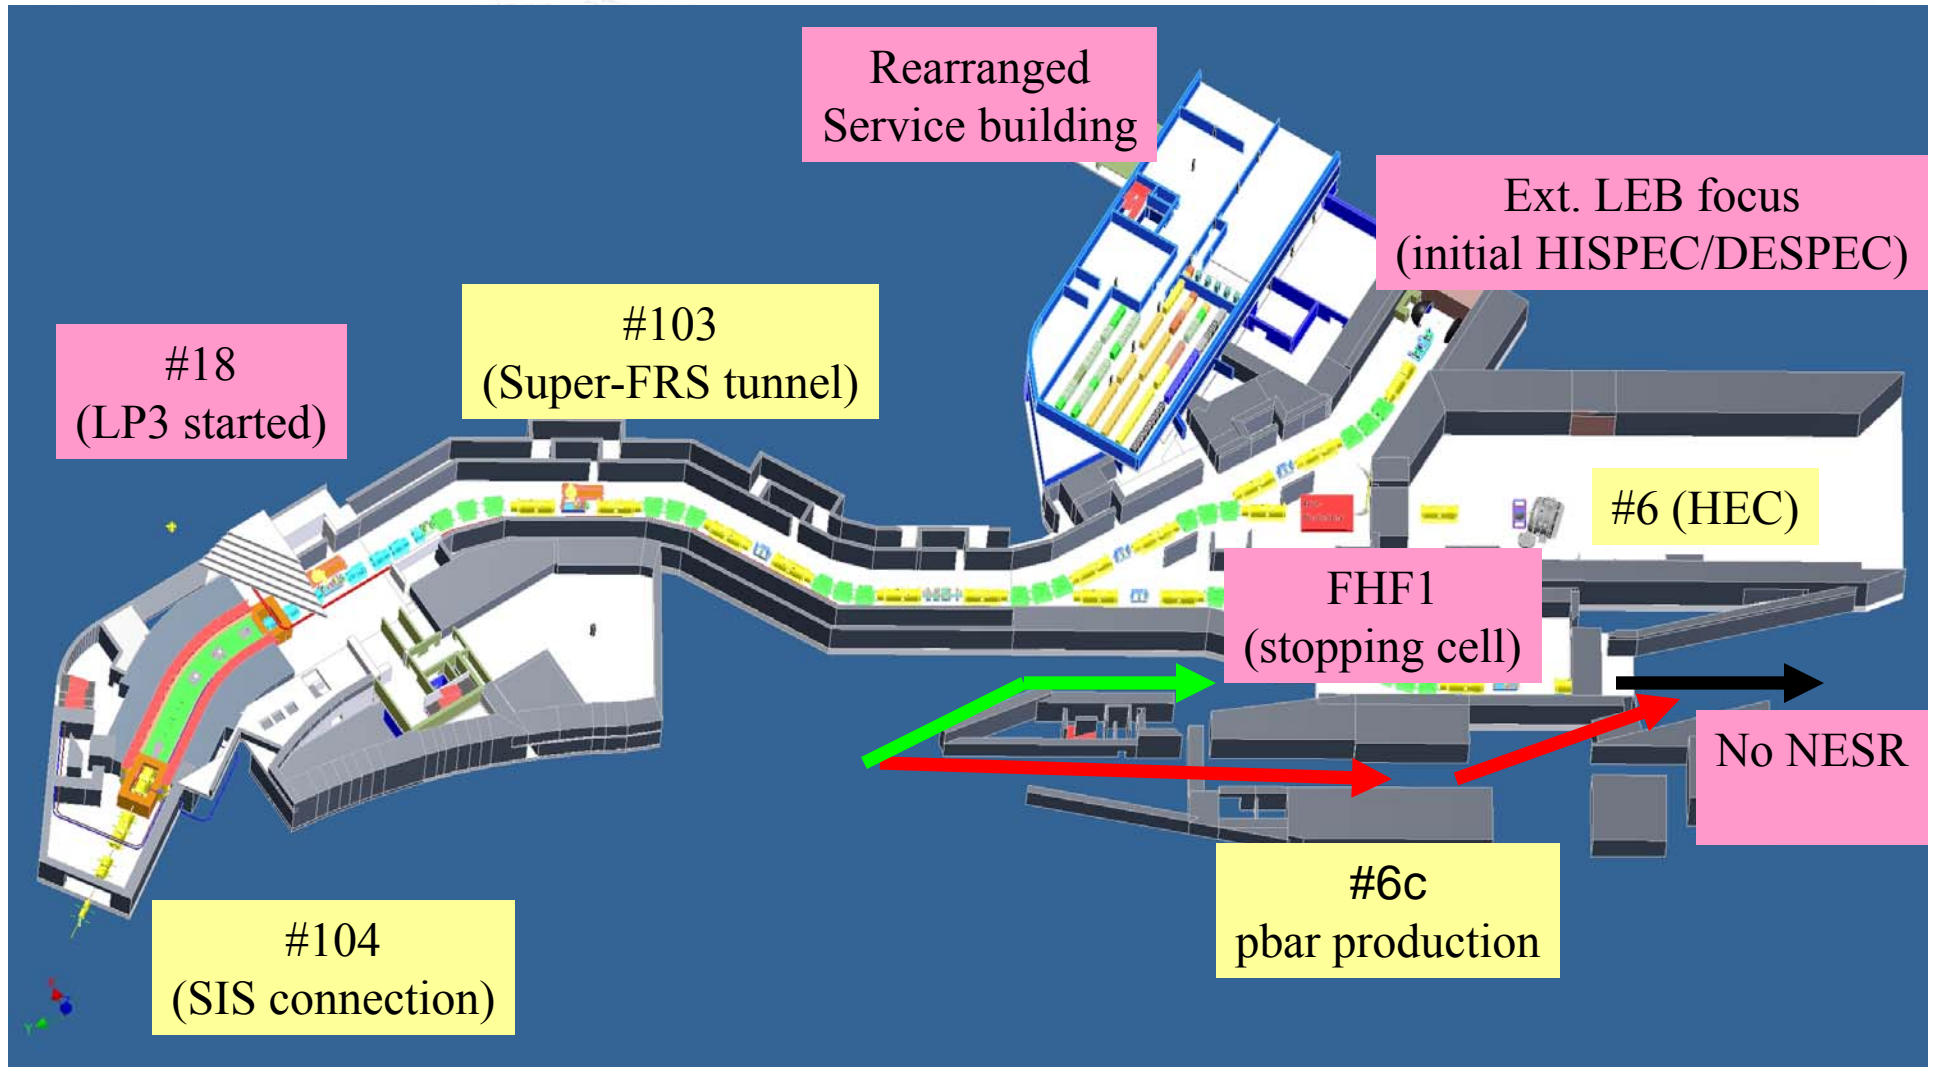 Rearranged
Service building
Ext. LEB focus
(initial HISPEC/DESPEC)
#103
(Super-FRS tunnel)
#18
(LP3 started)
#6 (HEC)
FHF1
(stopping cell)
No NESR
#6c
pbar production
#104
(SIS connection)